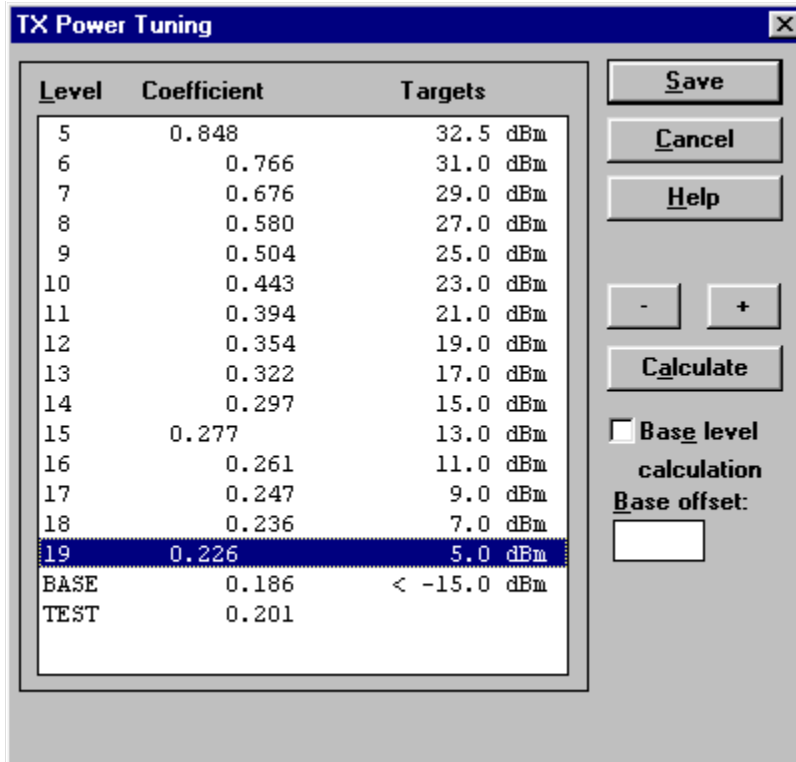 TX Power Tuning
Level Coefficient Targets
5 0.848 32.5 dBm
6 0.766 31.0 dBm
7 0.676 29.0 dBm
8 0.580 27.0 dBm
9 0.504 25.0 dBm
10 0.443 23.0 dBm
11 0.394 21.0 dBm
12 0.354 19.0 dBm
13 0.322 17.0 dBm
14 0.297 15.0 dBm
15 0.277 13.0 dBm
16 0.261 11.0 dBm
17 0.247 9.0 dBm
18 0.236 7.0 dBm
19 0.226 5.0 dBm
BASE 0.186 < -15.0 dBm
TEST 0.201
Save
Cancel
Help
- +
Calculate
Base level
calculation
Base offset: